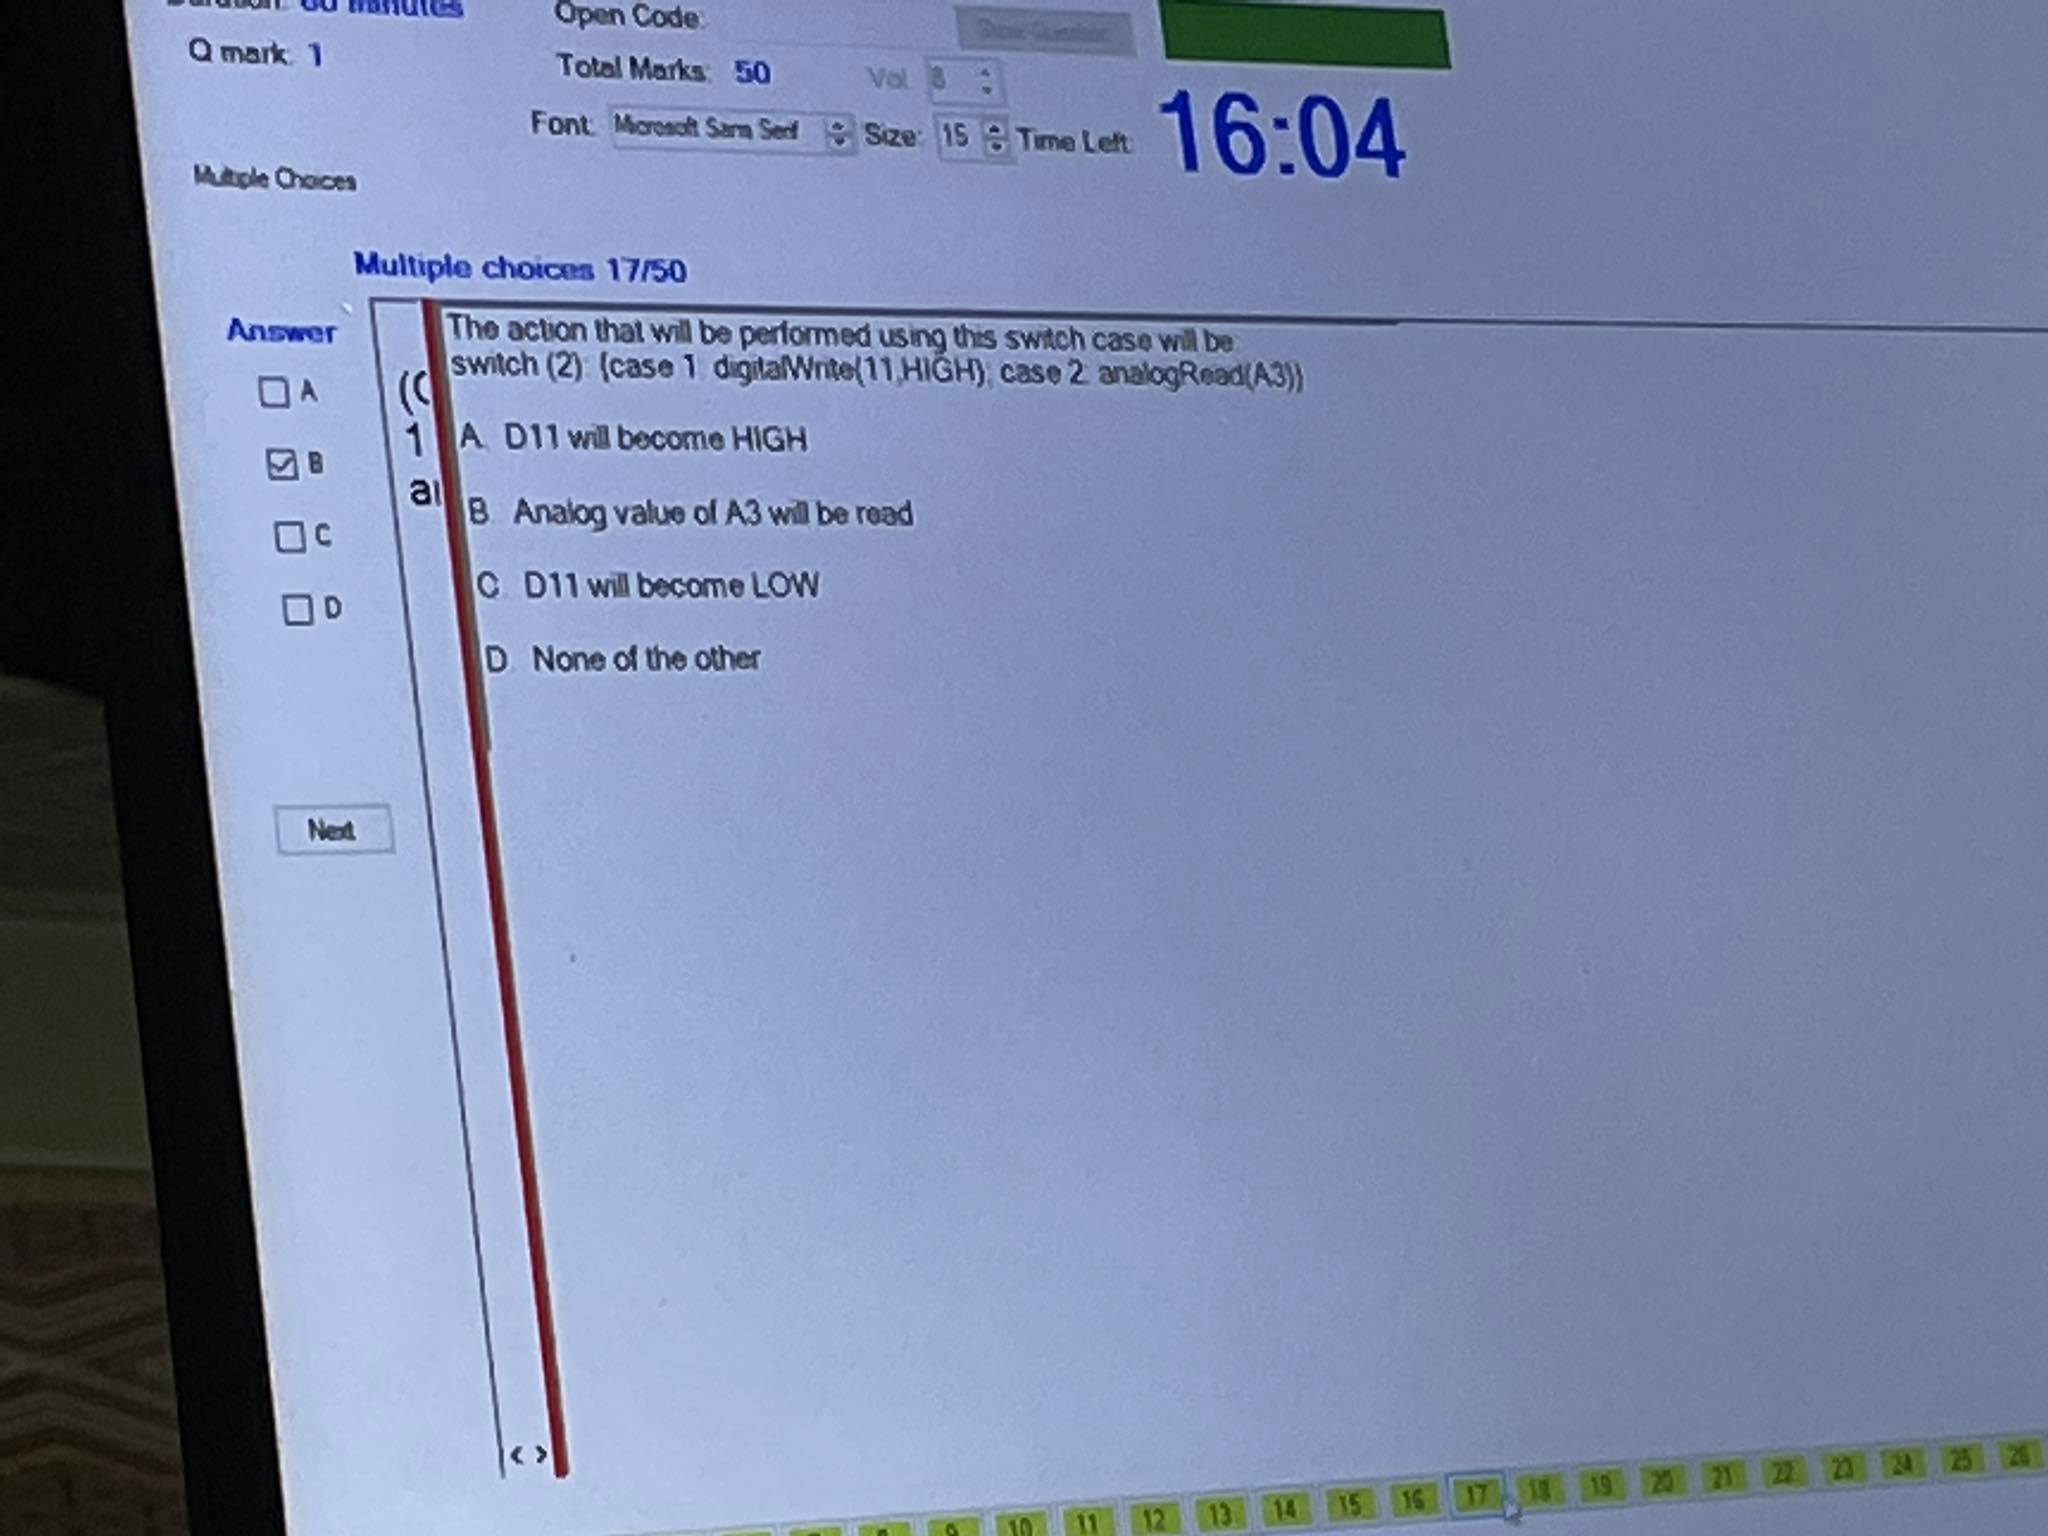 80 minutes
Open Code:
Q mark: 1
Total Marks: 50
Vol: 8
Font: Microsoft Sans Serif Size: 15 Time Left: 16:04
Multiple Choices
Multiple choices 17/50
Answer
A
B
C
D
Next
(C
1
The action that will be performed using this switch case will be:
switch (2): {case 1: digitalWrite(11,HIGH); case 2: analogRead(A3)}
A. D11 will become HIGH
B. Analog value of A3 will be read
C. D11 will become LOW
D. None of the other
9 10 11 12 13 14 15 16 17 18 19 20 21 22 23 24 25 26